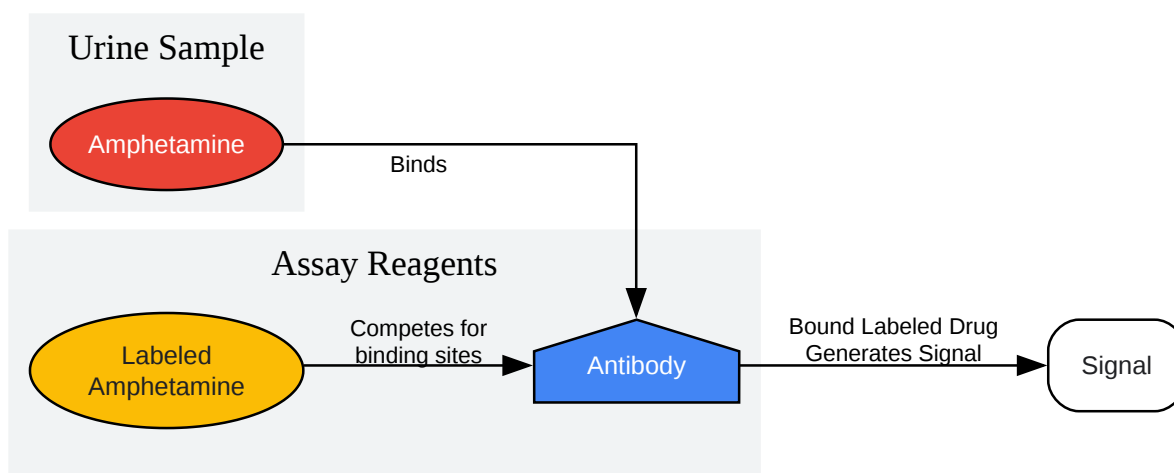 Urine Sample
Amphetamine
Binds
Assay Reagents
Labeled
Amphetamine
Competes for
binding sites
Antibody
Bound Labeled Drug
Generates Signal
Signal